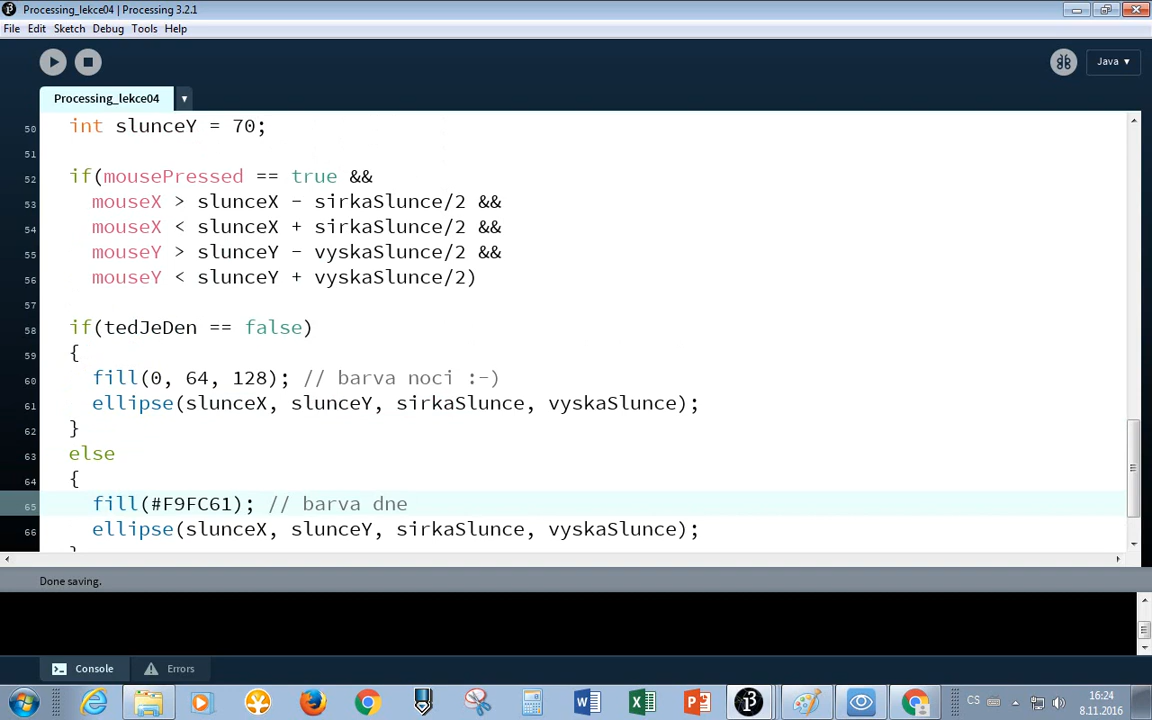 Processing_lekce04 | Processing 3.2.1
File Edit Sketch Debug Tools Help
Java ▾
Processing_lekce04 ▾
50 int slunceY = 70;
51
52 if(mousePressed == true &&
53 mouseX > slunceX - sirkaSlunce/2 &&
54 mouseX < slunceX + sirkaSlunce/2 &&
55 mouseY > slunceY - vyskaSlunce/2 &&
56 mouseY < slunceY + vyskaSlunce/2)
57
58 if(tedJeDen == false)
59 {
60 fill(0, 64, 128); // barva noci :-)
61 ellipse(slunceX, slunceY, sirkaSlunce, vyskaSlunce);
62 }
63 else
64 {
65 fill(#F9FC61); // barva dne
66 ellipse(slunceX, slunceY, sirkaSlunce, vyskaSlunce);
Done saving.
Console Errors
CS 16:24
8.11.2016